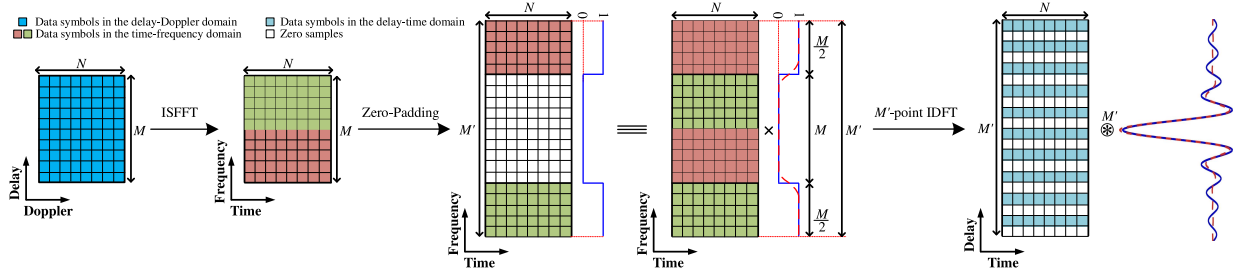 Data symbols in the delay-Doppler domain
Data symbols in the delay-time domain
Data symbols in the time-frequency domain
Zero samples
N
M
Delay
Doppler
ISFFT
N
M
Frequency
Time
Zero-Padding
N
0
1
M′
Frequency
Time
N
0
1
×
M/2
M
M′
M/2
Frequency
Time
M′-point IDFT
N
M′
Delay
Time
M′
⊛